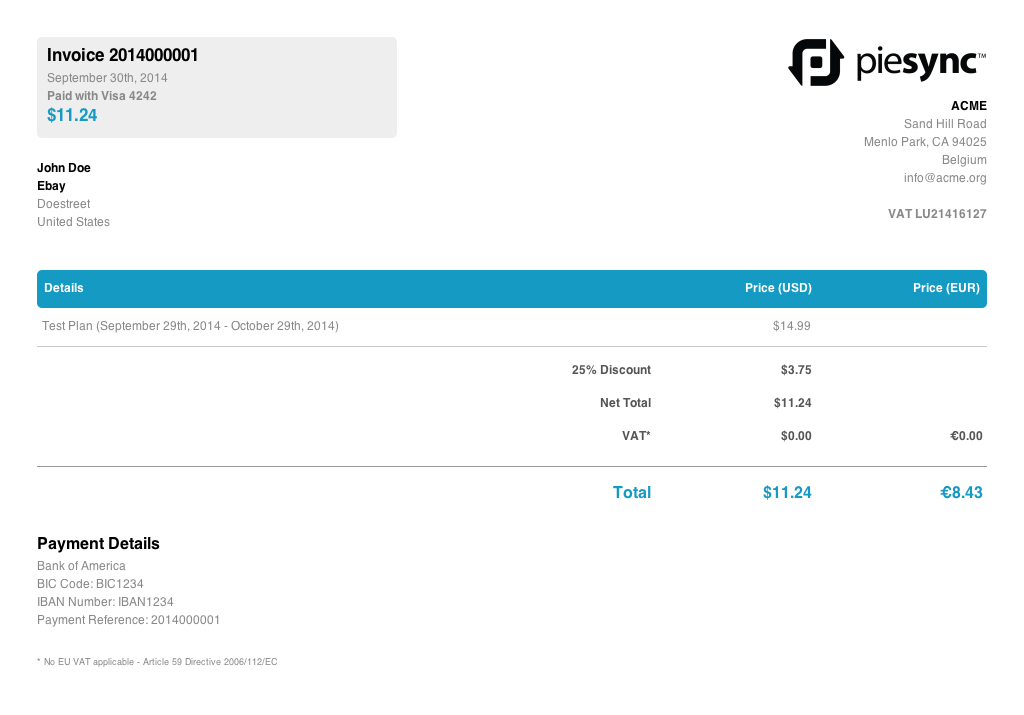 Invoice 2014000001
September 30th, 2014
Paid with Visa 4242
$11.24
piesync™
ACME
Sand Hill Road
Menlo Park, CA 94025
Belgium
info@acme.org
VAT LU21416127
John Doe
Ebay
Doestreet
United States
Details Price (USD) Price (EUR)
Test Plan (September 29th, 2014 - October 29th, 2014) $14.99
25% Discount $3.75
Net Total $11.24
VAT* $0.00 €0.00
Total $11.24 €8.43
Payment Details
Bank of America
BIC Code: BIC1234
IBAN Number: IBAN1234
Payment Reference: 2014000001
* No EU VAT applicable - Article 59 Directive 2006/112/EC